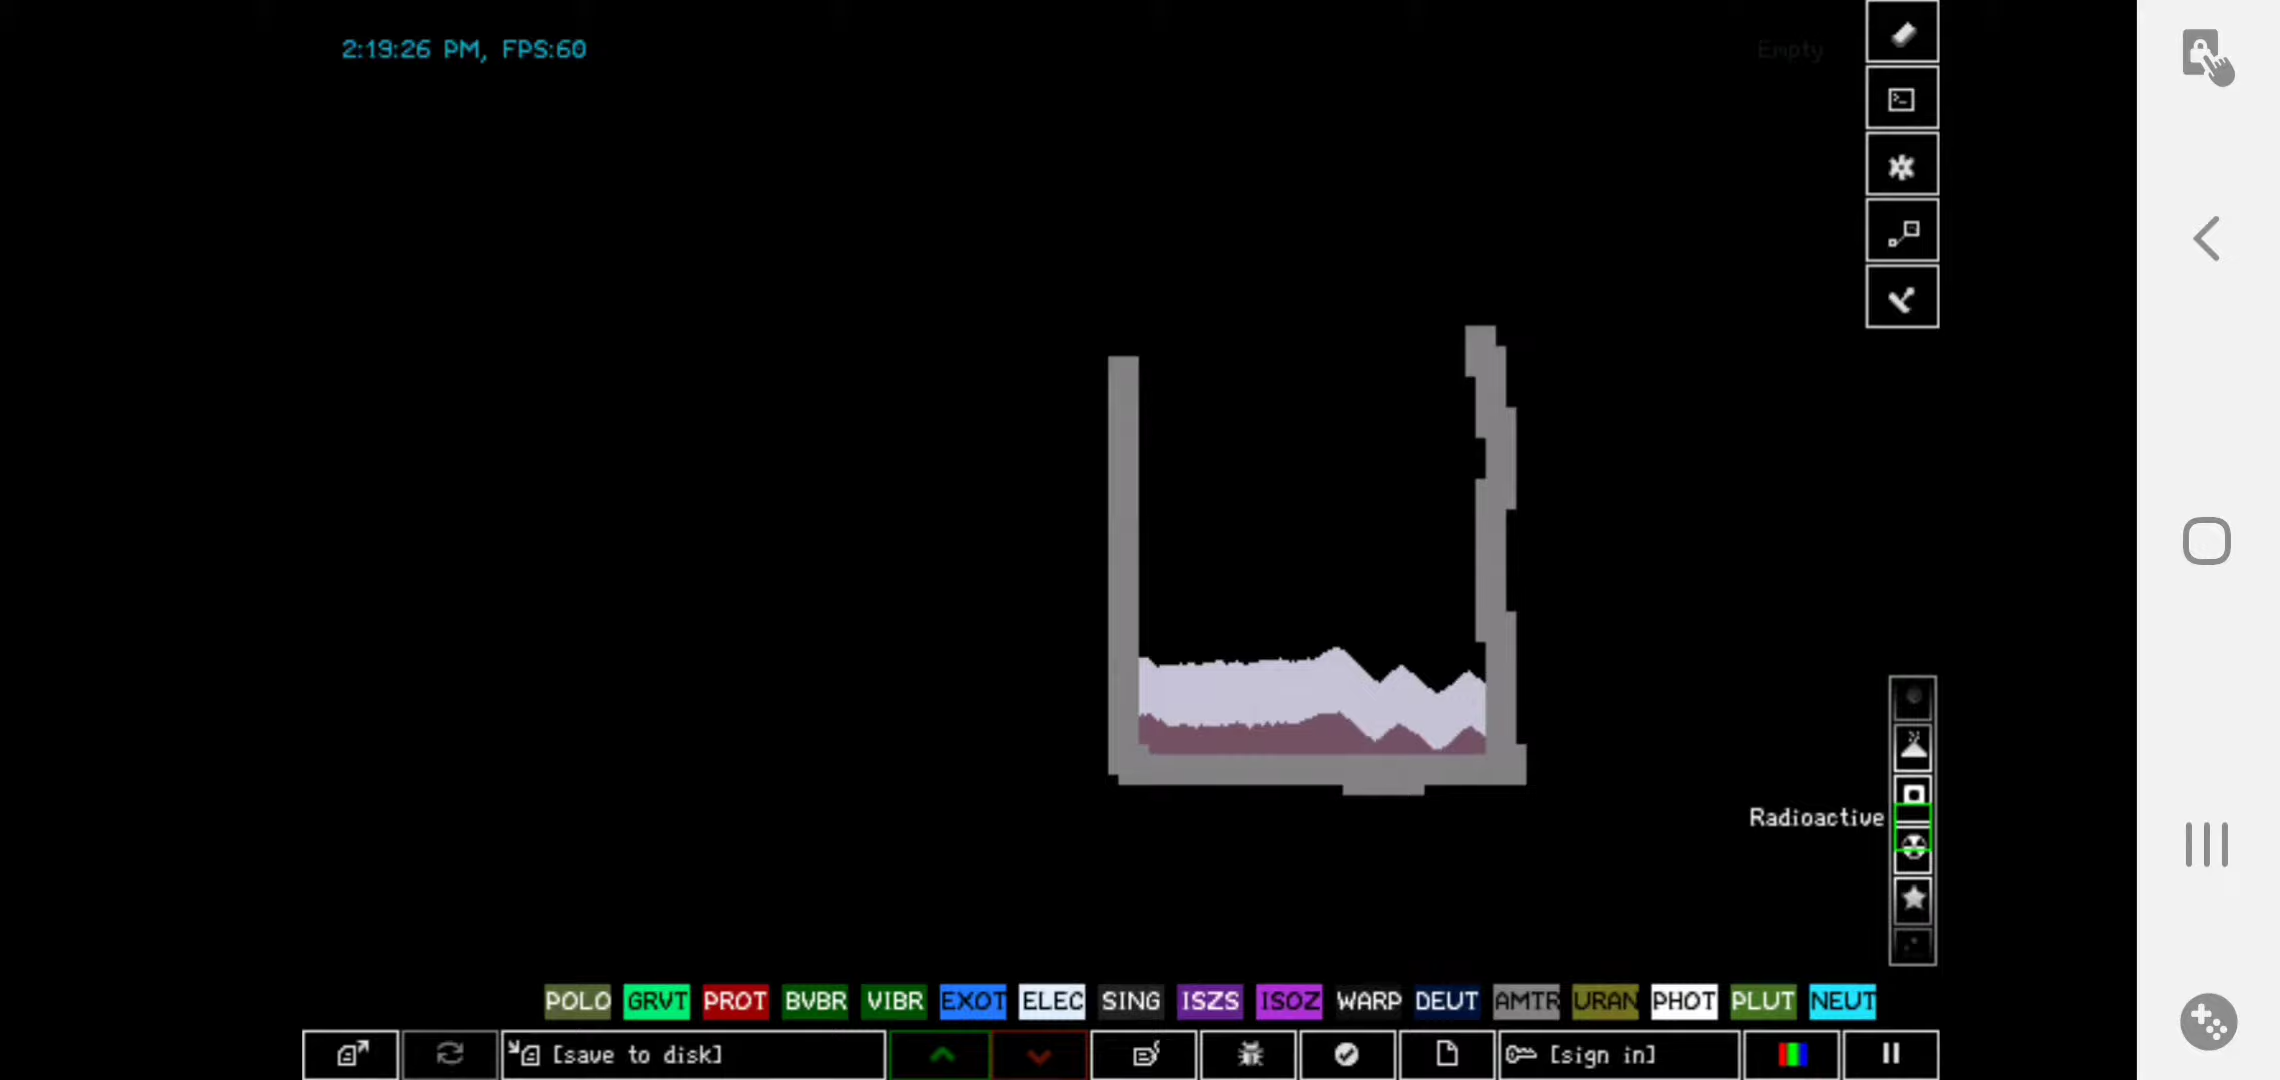 2:19:26 PM, FPS:60
Empty
Radioactive
POLO GRVT PROT BVBR VIBR EXOT ELEC SING ISZS ISOZ WARP DEUT AMTR URAN PHOT PLUT NEUT
[save to disk] [sign in]